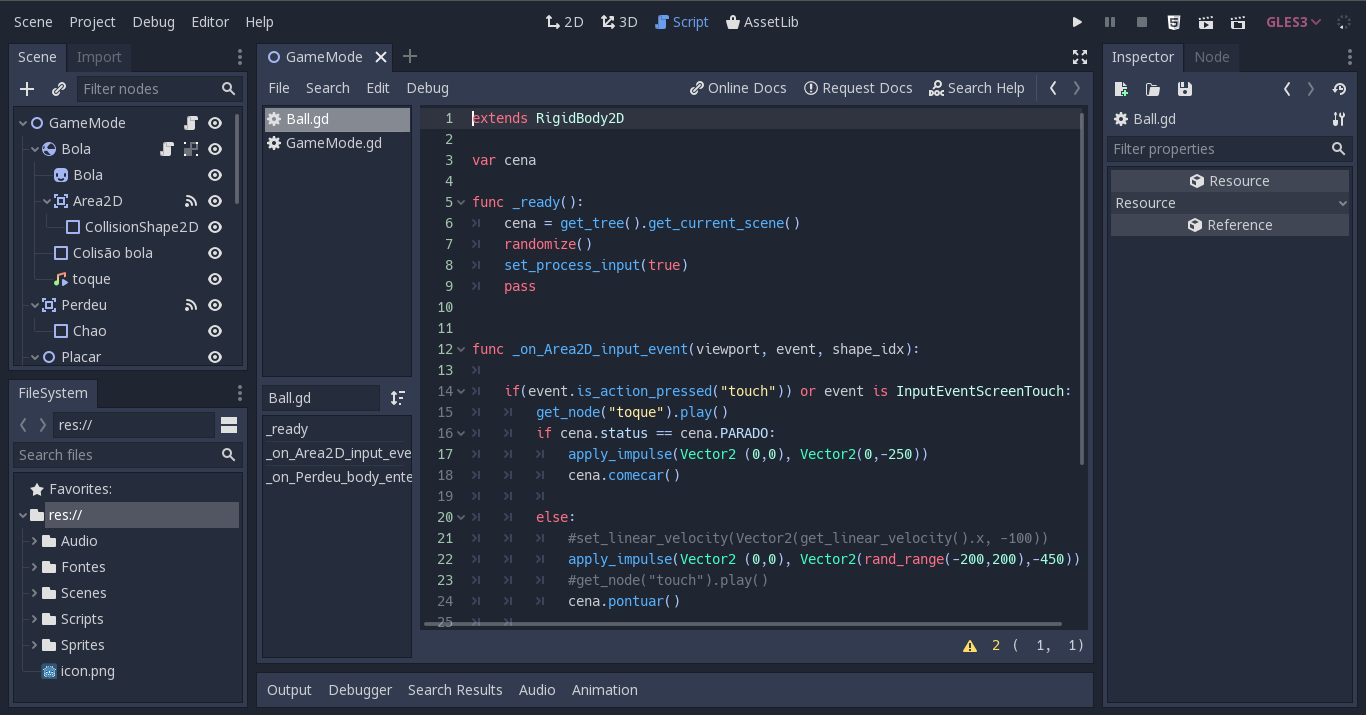 Scene Project Debug Editor Help 2D 3D Script AssetLib GLES3
Scene Import
Filter nodes
GameMode
Bola
Bola
Area2D
CollisionShape2D
Colisão bola
toque
Perdeu
Chao
Placar
FileSystem
res://
Search files
Favorites:
res://
Audio
Fontes
Scenes
Scripts
Sprites
icon.png
GameMode
File Search Edit Debug Online Docs Request Docs Search Help
Ball.gd
GameMode.gd
Ball.gd
_ready
_on_Area2D_input_eve
_on_Perdeu_body_ente
1 extends RigidBody2D
2
3 var cena
4
5 func _ready():
6 cena = get_tree().get_current_scene()
7 randomize()
8 set_process_input(true)
9 pass
10
11
12 func _on_Area2D_input_event(viewport, event, shape_idx):
13
14 if(event.is_action_pressed("touch")) or event is InputEventScreenTouch:
15 get_node("toque").play()
16 if cena.status == cena.PARADO:
17 apply_impulse(Vector2 (0,0), Vector2(0,-250))
18 cena.comecar()
19
20 else:
21 #set_linear_velocity(Vector2(get_linear_velocity().x, -100))
22 apply_impulse(Vector2 (0,0), Vector2(rand_range(-200,200),-450))
23 #get_node("touch").play()
24 cena.pontuar()
25
2 ( 1, 1)
Output Debugger Search Results Audio Animation
Inspector Node
Ball.gd
Filter properties
Resource
Resource
Reference